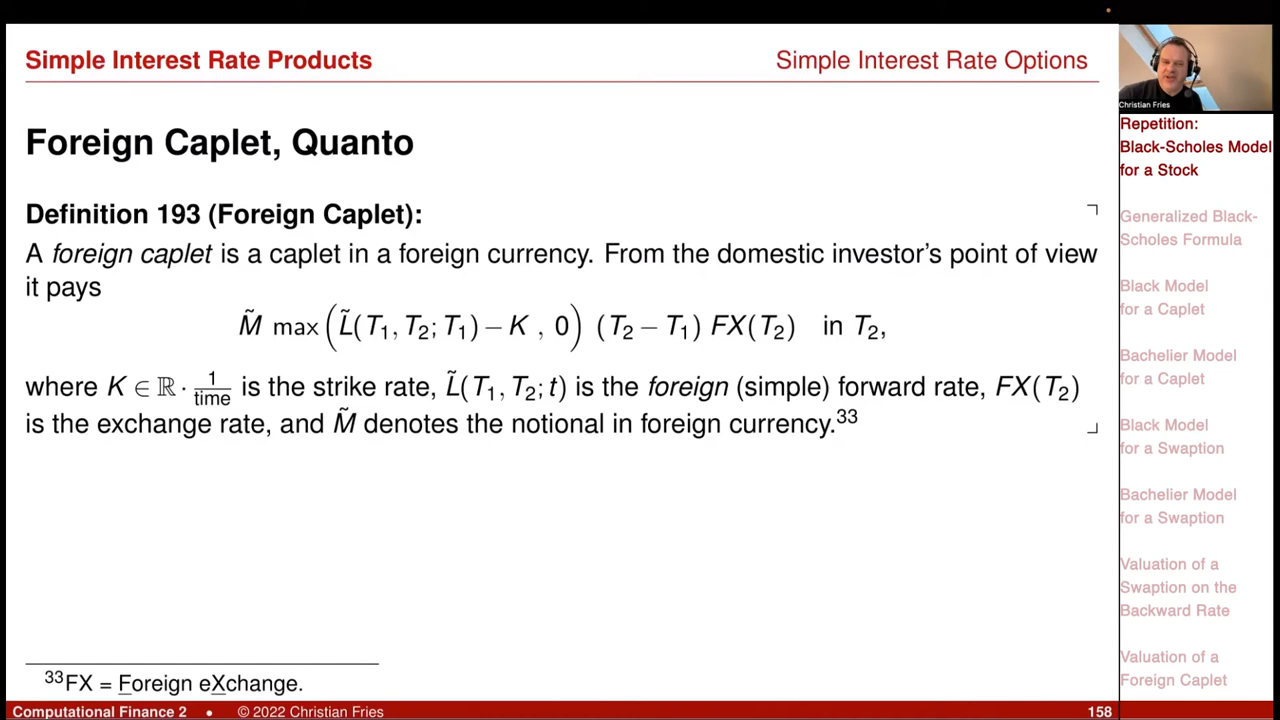 Simple Interest Rate Products
Simple Interest Rate Options
Foreign Caplet, Quanto
Definition 193 (Foreign Caplet):
A foreign caplet is a caplet in a foreign currency. From the domestic investor's point of view
it pays
M̃ max(L̃(T₁, T₂; T₁) − K , 0) (T₂ − T₁) FX(T₂) in T₂,
where K ∈ ℝ · 1/time is the strike rate, L̃(T₁, T₂; t) is the foreign (simple) forward rate, FX(T₂)
is the exchange rate, and M̃ denotes the notional in foreign currency.³³
³³FX = Foreign eXchange.
Computational Finance 2 • © 2022 Christian Fries
158
Christian Fries
Repetition:
Black-Scholes Model
for a Stock
Generalized Black-
Scholes Formula
Black Model
for a Caplet
Bachelier Model
for a Caplet
Black Model
for a Swaption
Bachelier Model
for a Swaption
Valuation of a
Swaption on the
Backward Rate
Valuation of a
Foreign Caplet